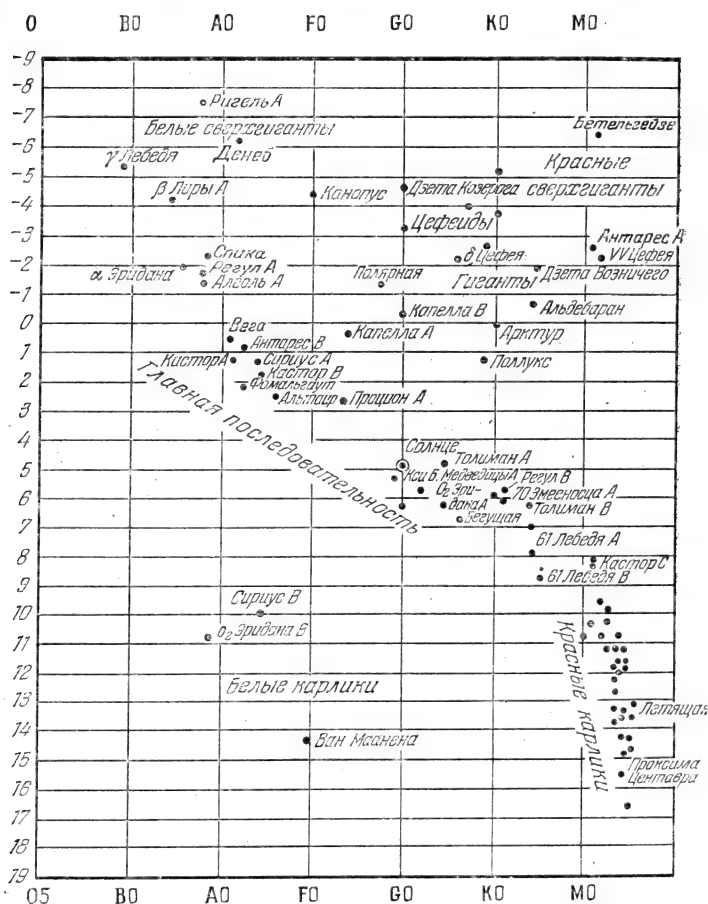 O B0 A0 F0 G0 K0 M0
-9
-8
-7
Ригель А
Белые сверхгиганты
Бетельгейзе
-6
Денеб
γ Лебедя
Красные
-5
β Лиры А
Канопус
Дзета Козерога
сверхгиганты
-4
Цефеиды
-3
Антарес А
Спика
δ Цефея
VV Цефея
-2
α Эридана
Регул А
Полярная
Гиганты
Дзета Возничего
Алголь А
-1
Капелла В
Альдебаран
0
Вега
Капелла А
Арктур
Антарес В
1
Кастор А
Сириус А
Поллукс
Кастор В
2
Фомальгаут
Альтаир
Процион А
3
Главная последовательность
4
Солнце
Толиман А
5
Кси Б. Медведицы А
Регул В
О₂ Эри-
дана А
70 Змееносца А
6
Толиман В
Бегущая
7
61 Лебедя А
8
Кастор С
61 Лебедя В
9
Сириус В
10
о₂ Эридана В
11
Красные карлики
12
Белые карлики
13
Летящая
14
Ван Маанена
15
Проксима
Центавра
16
17
18
19
05 B0 A0 F0 G0 K0 M0